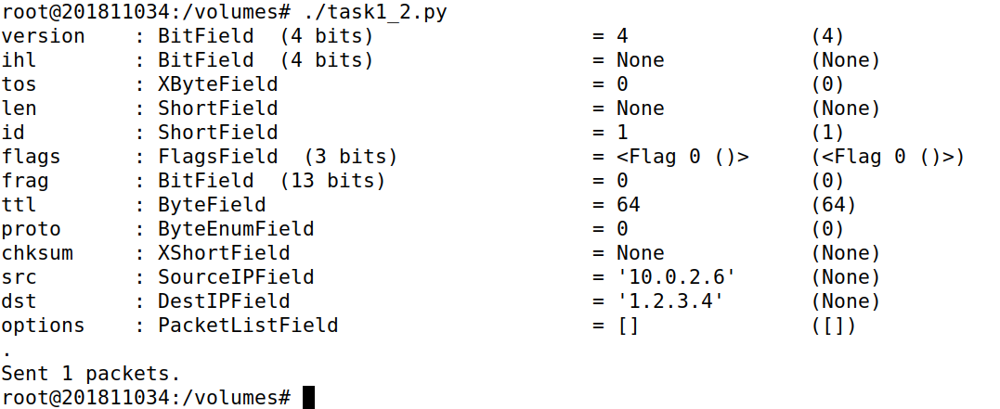 root@201811034:/volumes# ./task1_2.py
version    : BitField  (4 bits)                  = 4               (4)
ihl        : BitField  (4 bits)                  = None            (None)
tos        : XByteField                          = 0               (0)
len        : ShortField                          = None            (None)
id         : ShortField                          = 1               (1)
flags      : FlagsField  (3 bits)                = <Flag 0 ()>     (<Flag 0 ()>)
frag       : BitField  (13 bits)                 = 0               (0)
ttl        : ByteField                           = 64              (64)
proto      : ByteEnumField                       = 0               (0)
chksum     : XShortField                         = None            (None)
src        : SourceIPField                       = '10.0.2.6'      (None)
dst        : DestIPField                         = '1.2.3.4'       (None)
options    : PacketListField                     = []              ([])
.
Sent 1 packets.
root@201811034:/volumes#